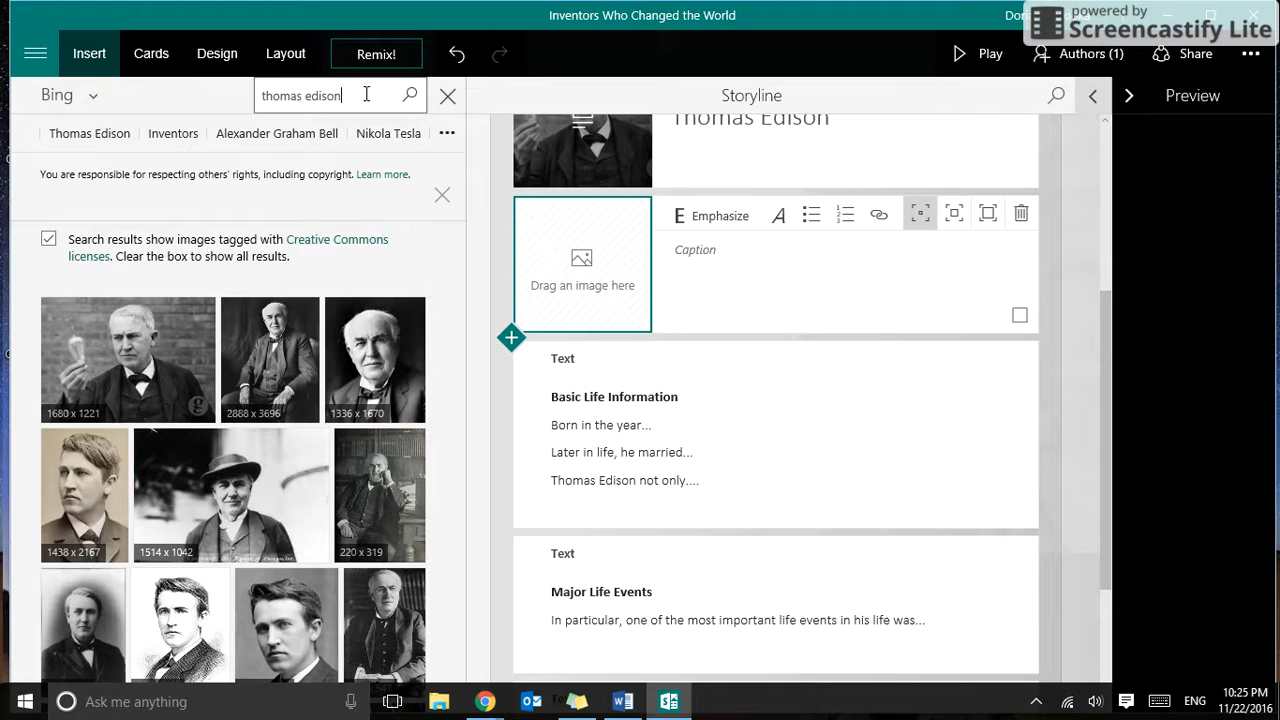 Inventors Who Changed the World
powered by
Screencastify Lite
Insert
Cards
Design
Layout
Remix!
Play
Authors (1)
Share
Bing
thomas edison
Storyline
Preview
Thomas Edison
Inventors
Alexander Graham Bell
Nikola Tesla
You are responsible for respecting others' rights, including copyright. Learn more.
Search results show images tagged with Creative Commons
licenses. Clear the box to show all results.
1680 x 1221
2888 x 3696
1336 x 1670
1438 x 2167
1514 x 1042
220 x 319
Thomas Edison
E Emphasize
A
Drag an image here
Caption
Text
Basic Life Information
Born in the year...
Later in life, he married...
Thomas Edison not only....
Text
Major Life Events
In particular, one of the most important life events in his life was...
Ask me anything
ENG
10:25 PM
11/22/2016